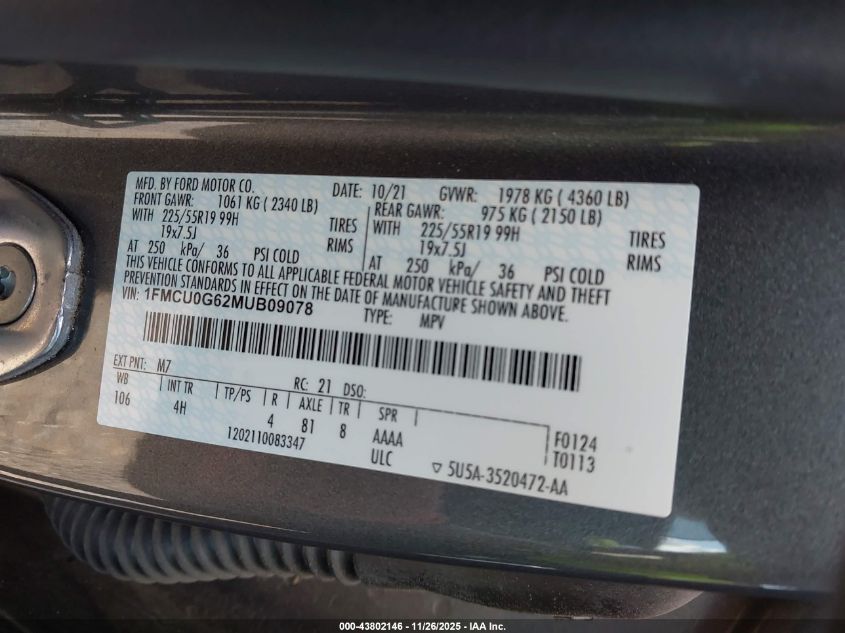 MFD. BY FORD MOTOR CO. DATE: 10/21 GVWR: 1978 KG ( 4360 LB)
FRONT GAWR: 1061 KG ( 2340 LB) REAR GAWR: 975 KG ( 2150 LB)
WITH 225/55R19 99H TIRES WITH 225/55R19 99H TIRES
19x7.5J RIMS 19x7.5J RIMS
AT 250 kPa/ 36 PSI COLD AT 250 kPa/ 36 PSI COLD
THIS VEHICLE CONFORMS TO ALL APPLICABLE FEDERAL MOTOR VEHICLE SAFETY AND THEFT
PREVENTION STANDARDS IN EFFECT ON THE DATE OF MANUFACTURE SHOWN ABOVE.
VIN: 1FMCU0G62MUB09078 TYPE: MPV
EXT PNT: M7 RC: 21 DSO:
WB INT TR TP/PS R AXLE TR SPR
106 4H 4 81 8 AAAA F0124
1202110083347 ULC T0113
5U5A-3520472-AA
000-43802146 - 11/26/2025 - IAA Inc.